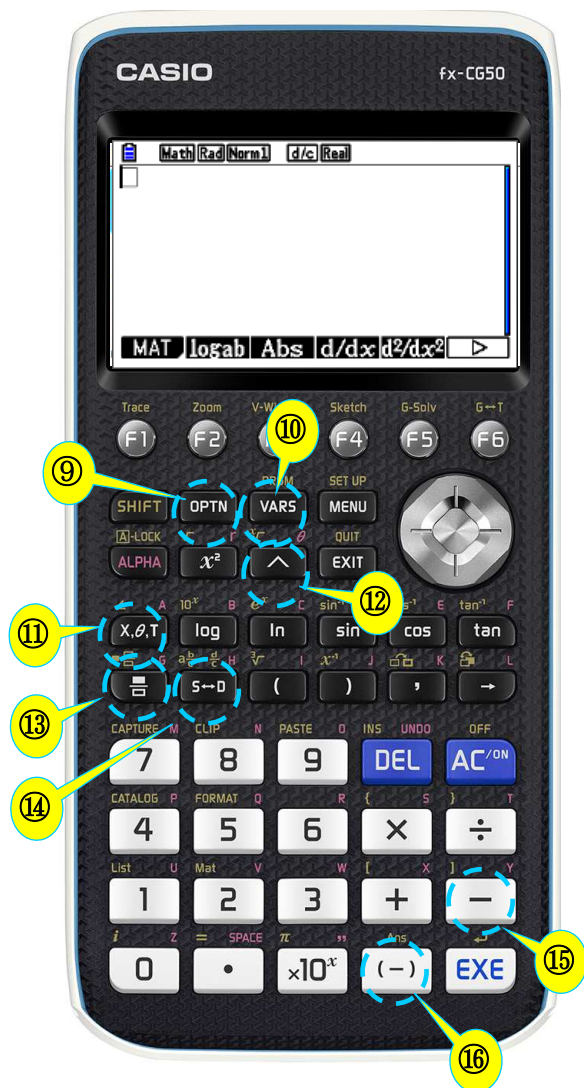 CASIO fx-CG50
Math Rad Norm1 d/c Real
MAT logab Abs d/dx d²/dx² ▷
Trace Zoom Sketch G-Solv G↔T
F1 F2 F4 F5 F6
⑩
⑨
SET UP
SHIFT OPTN VARS MENU
A-LOCK θ QUIT
ALPHA x² ^ EXIT
⑫
A 10ˣ B C E tan⁻¹ F
⑪
X,θ,T log ln sin cos tan
G a b/c d/c H ³√ I x⁻¹ J K L
S↔D ( ) , →
⑬
CAPTURE M CLIP N PASTE O INS UNDO OFF
7 8 9 DEL AC/ON
⑭
CATALOG P FORMAT Q R { S } T
4 5 6 × ÷
List U Mat V W [ X ] Y
1 2 3 + −
i Z = SPACE π " Ans ↵
⑮
0 • ×10ˣ (−) EXE
⑯